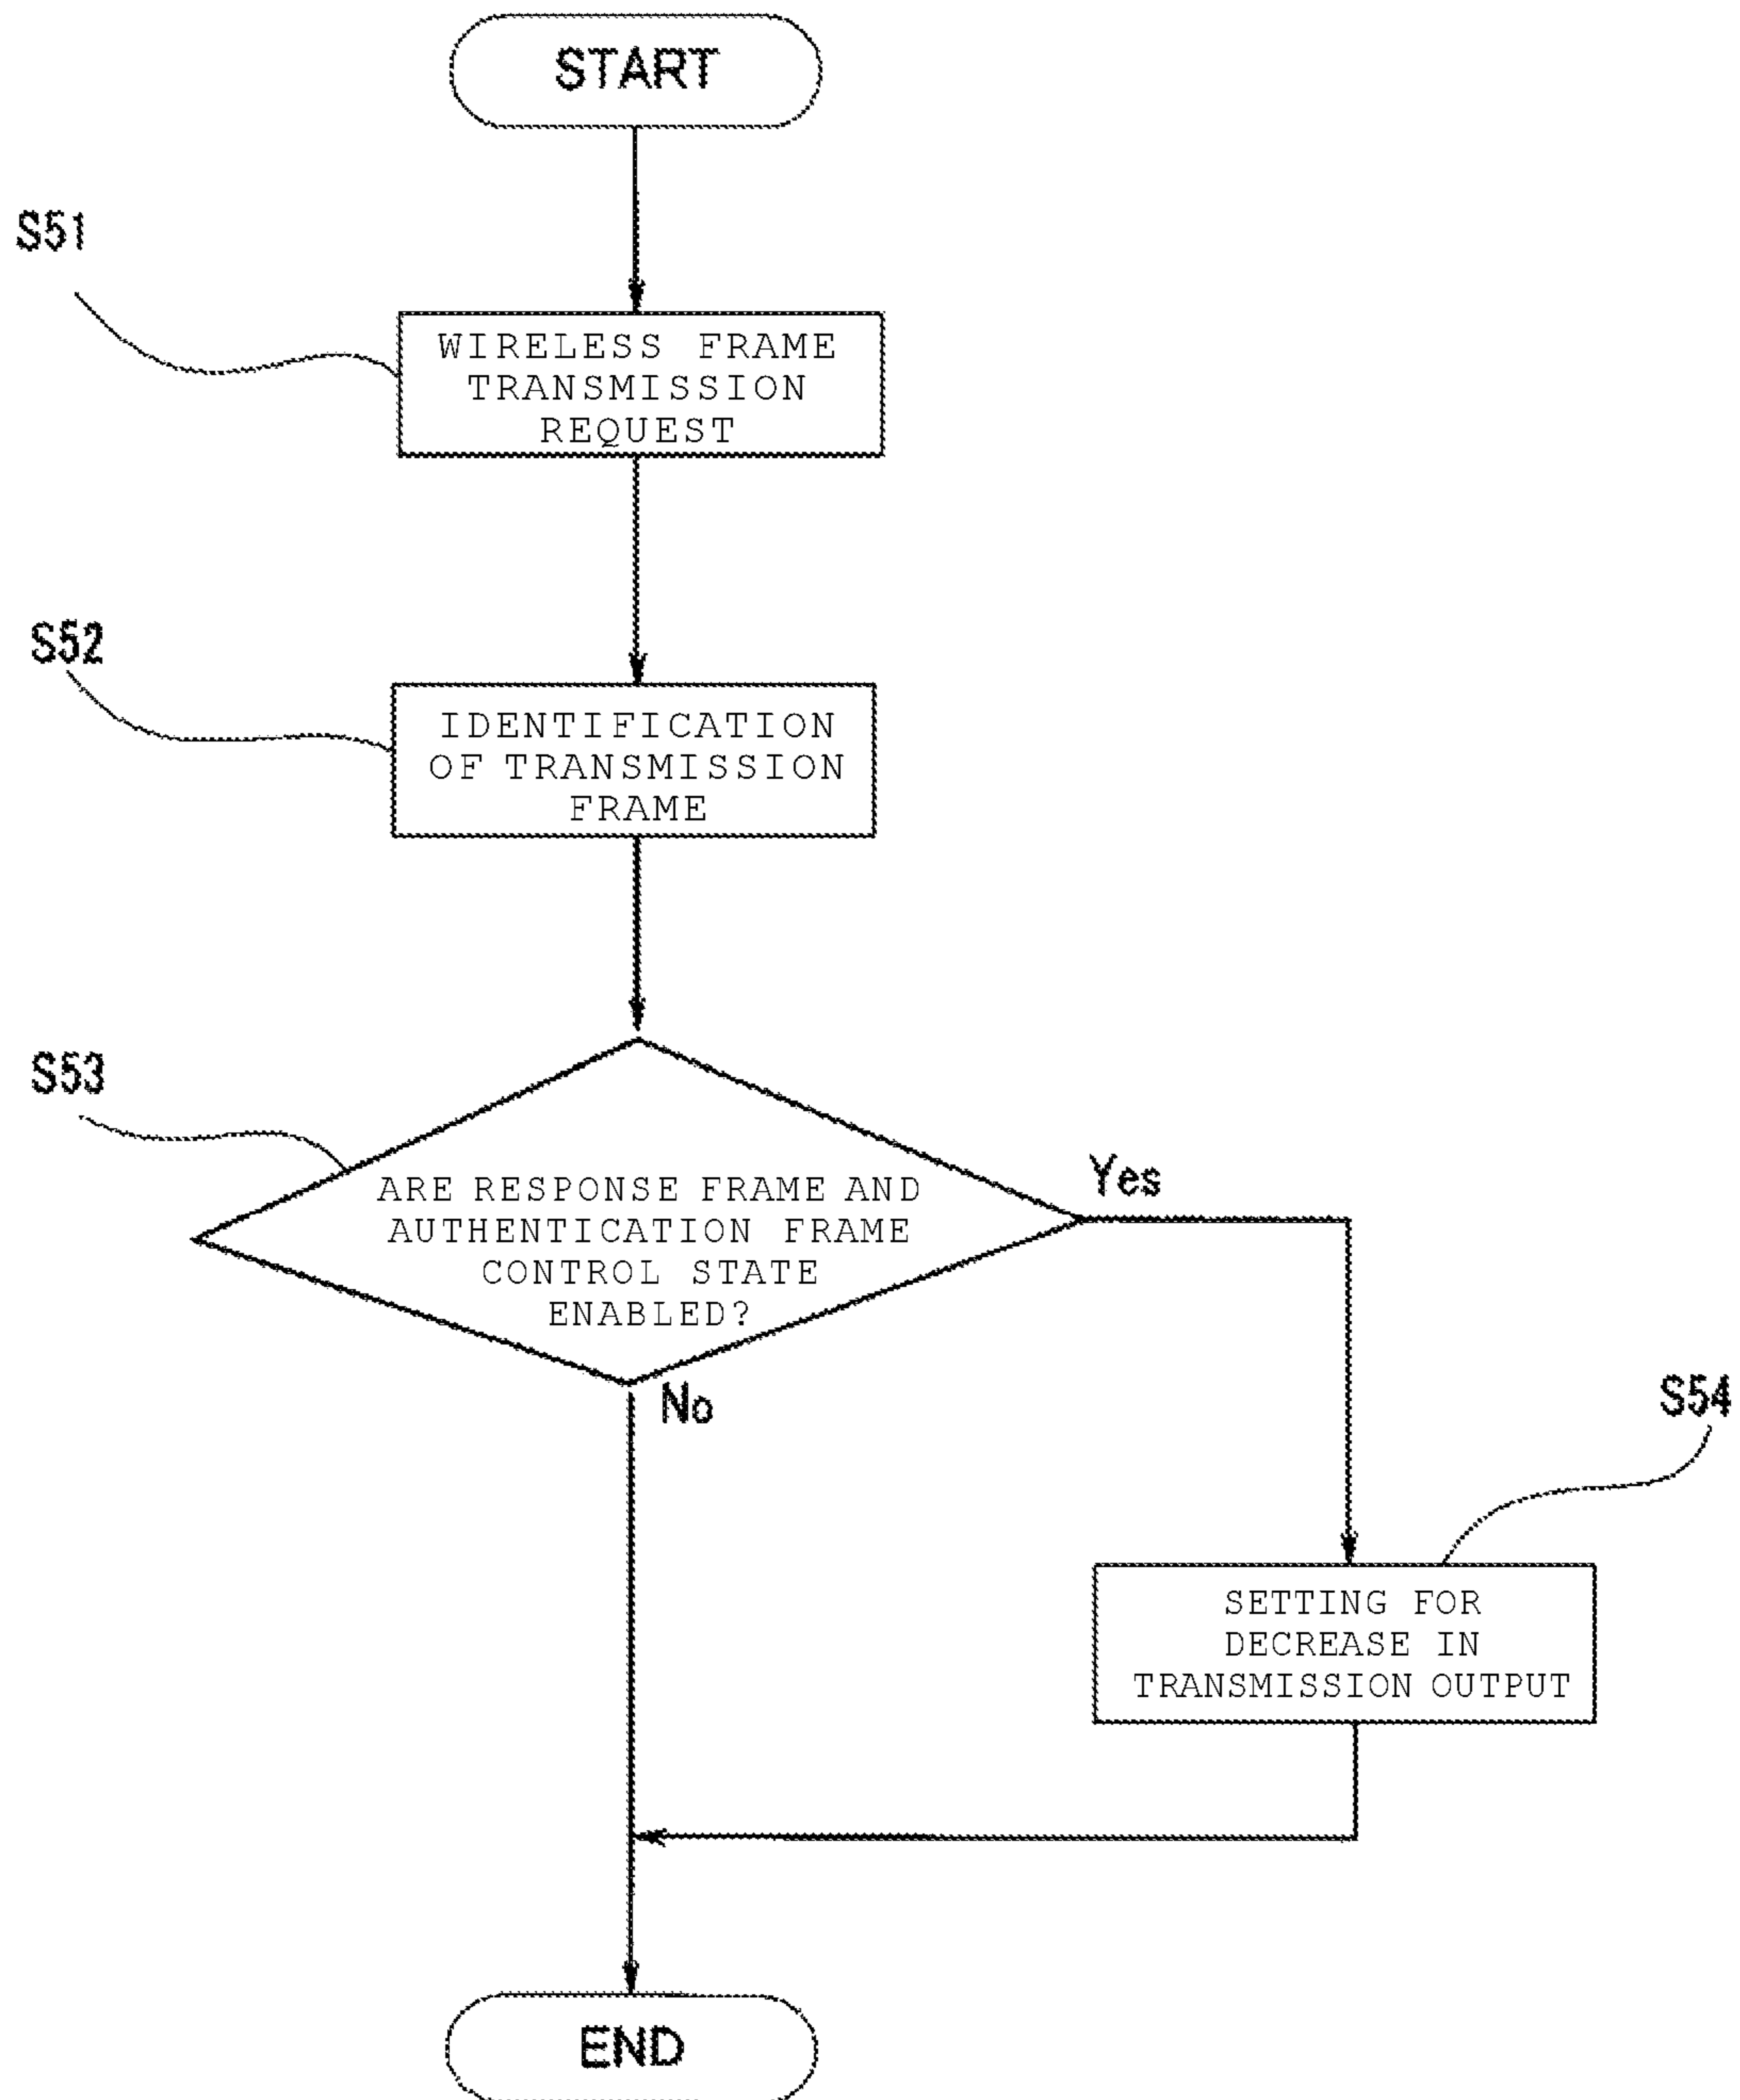 START
S51
WIRELESS FRAME
TRANSMISSION
REQUEST
S52
IDENTIFICATION
OF TRANSMISSION
FRAME
S53
ARE RESPONSE FRAME AND
AUTHENTICATION FRAME
CONTROL STATE
ENABLED?
Yes
No
S54
SETTING FOR
DECREASE IN
TRANSMISSION OUTPUT
END